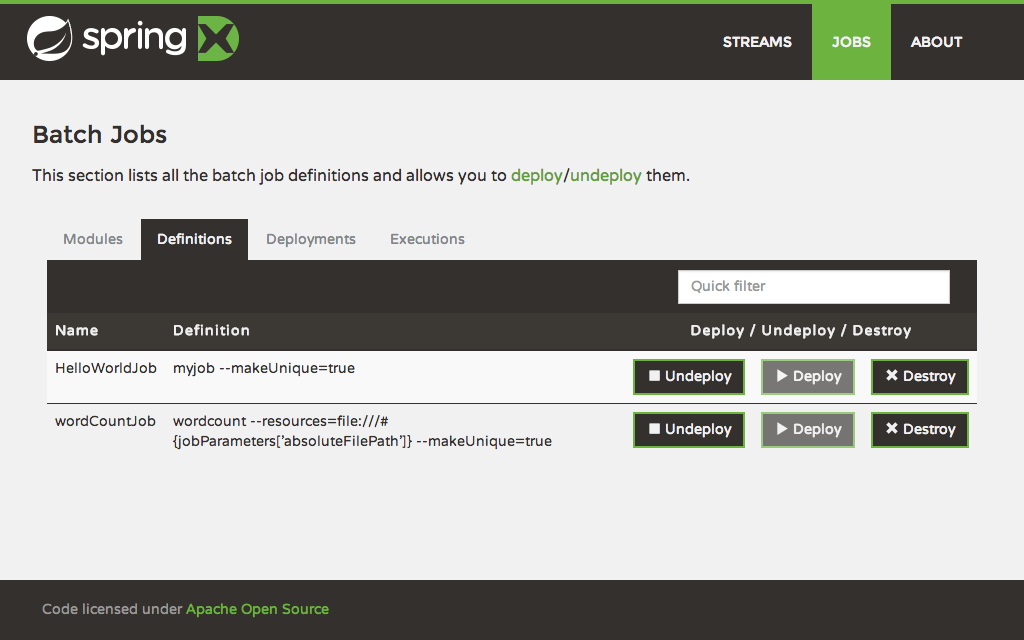 spring XD
STREAMS JOBS ABOUT
Batch Jobs
This section lists all the batch job definitions and allows you to deploy/undeploy them.
Modules Definitions Deployments Executions
Quick filter
Name Definition Deploy / Undeploy / Destroy
HelloWorldJob myjob --makeUnique=true Undeploy Deploy Destroy
wordCountJob wordcount --resources=file:///# Undeploy Deploy Destroy
{jobParameters['absoluteFilePath']} --makeUnique=true
Code licensed under Apache Open Source